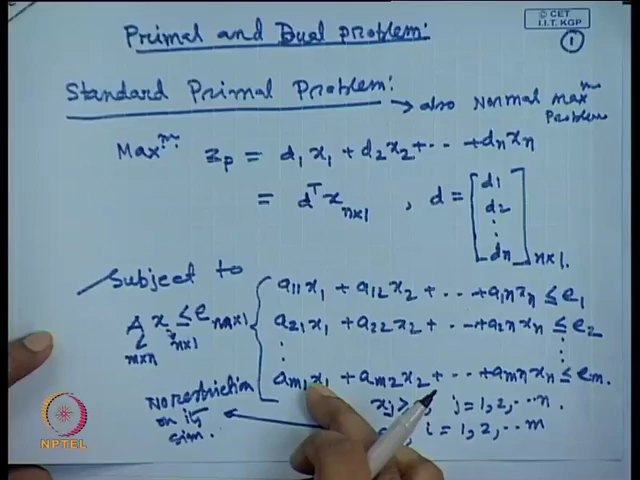 © CET
I.I.T. KGP
1
Primal and Dual problem:
Standard Primal Problem:
→ also Normal maxᵐ Problem
Maxᵐ: Zp = d₁x₁ + d₂x₂ + ··· + dₙxₙ
= dᵀ x n×1 , d = [d1 d2 ⋮ dn] n×1.
Subject to
a₁₁x₁ + a₁₂x₂ + ··· + a₁ₙxₙ ≤ e₁
A m×n x n×1 ≤ e m×1
a₂₁x₁ + a₂₂x₂ + ··· + a₂ₙxₙ ≤ e₂
⋮
aₘ₁x₁ + aₘ₂x₂ + ··· + aₘₙxₙ ≤ eₘ.
No restriction on its sign.
xj ≥ , j = 1, 2, ··· n.
i = 1, 2, ·· m
NPTEL